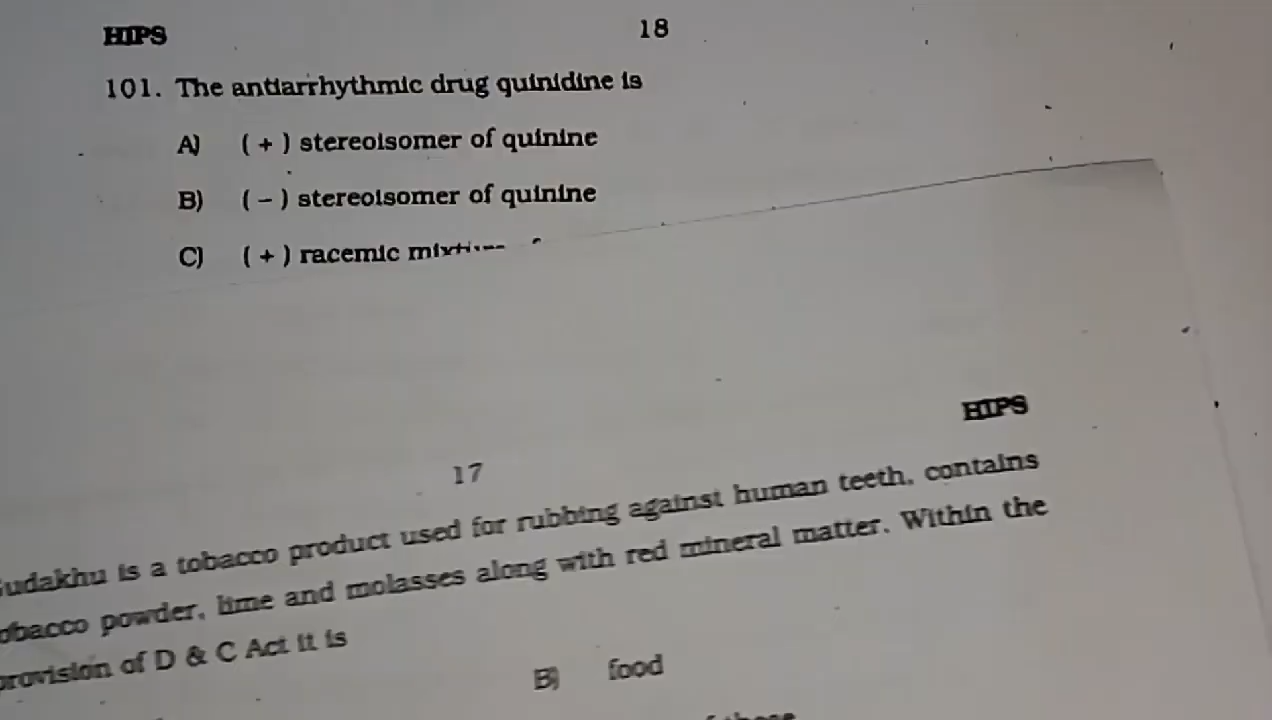 HIPS 18
101. The antiarrhythmic drug quinidine is
A) ( + ) stereoisomer of quinine
B) ( – ) stereoisomer of quinine
C) ( + ) racemic
HIPS
17
is a tobacco product used for rubbing against human teeth, contains
powder, lime and molasses along with red mineral matter. Within the
provision of D & C Act it is
B) food